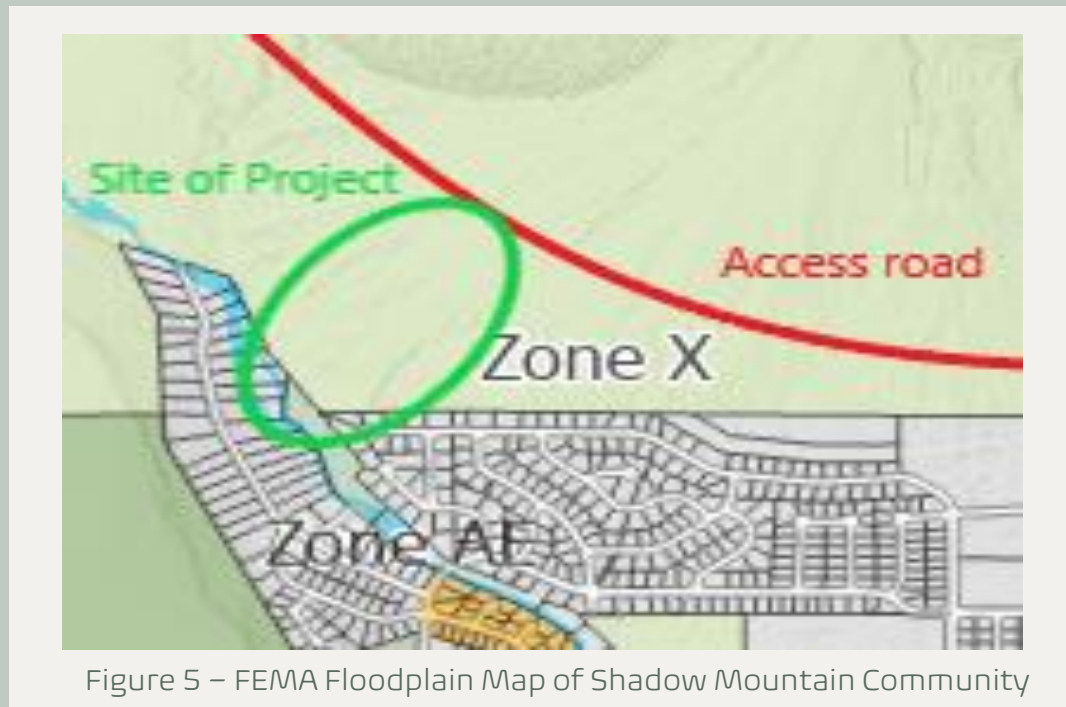 Site of Project
Access road
Zone X
Zone AE
Figure 5 – FEMA Floodplain Map of Shadow Mountain Community